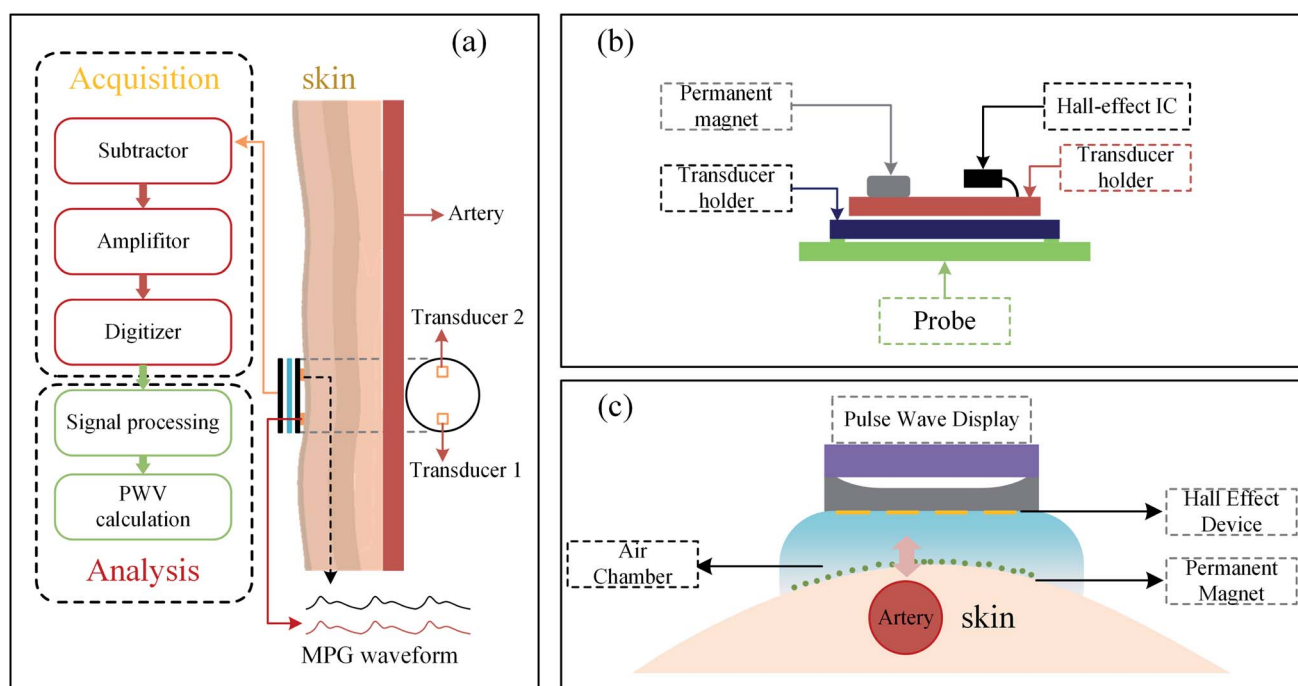 (a)
Acquisition
skin
Subtractor
Amplifitor
Digitizer
Signal processing
PWV
calculation
Analysis
Artery
Transducer 2
Transducer 1
MPG waveform
(b)
Permanent
magnet
Hall-effect IC
Transducer
holder
Transducer
holder
Probe
(c)
Pulse Wave Display
Hall Effect
Device
Air
Chamber
Permanent
Magnet
Artery
skin